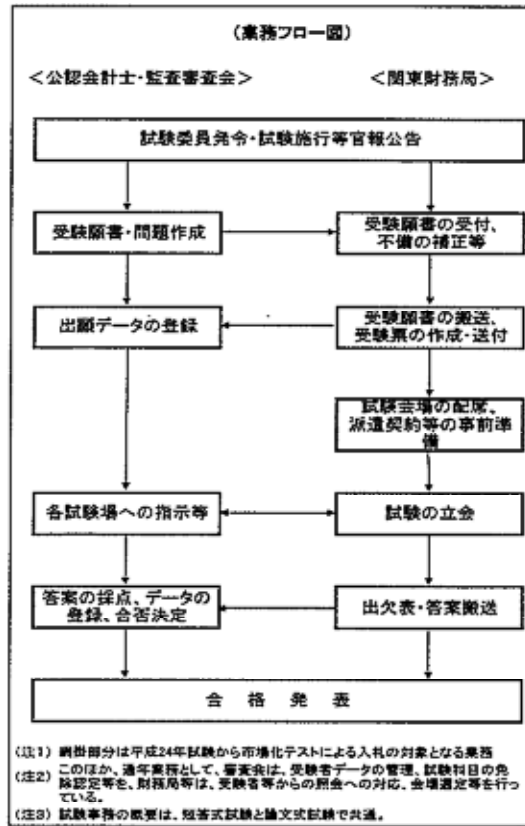 (業務フロー図)
＜公認会計士・監査審査会＞
＜関東財務局＞
試験委員発令・試験施行等官報公告
受験願書・問題作成
受験願書の受付、
不備の補正等
出願データの登録
受験願書の搬送、
受験票の作成・送付
試験会場の配席、
派遣契約等の事前準
備
各試験場への指示等
試験の立会
答案の採点、データの
登録、合否決定
出欠表・答案搬送
合 格 発 表
(注1) 網掛部分は平成24年試験から市場化テストによる入札の対象となる業務
(注2) このほか、通年業務として、審査会は、受験者データの管理、試験科目の免
除認定等を、財務局等は、受験者等からの照会への対応、会場選定等を行っ
ている。
(注3) 試験事務の概要は、短答式試験と論文式試験で共通。